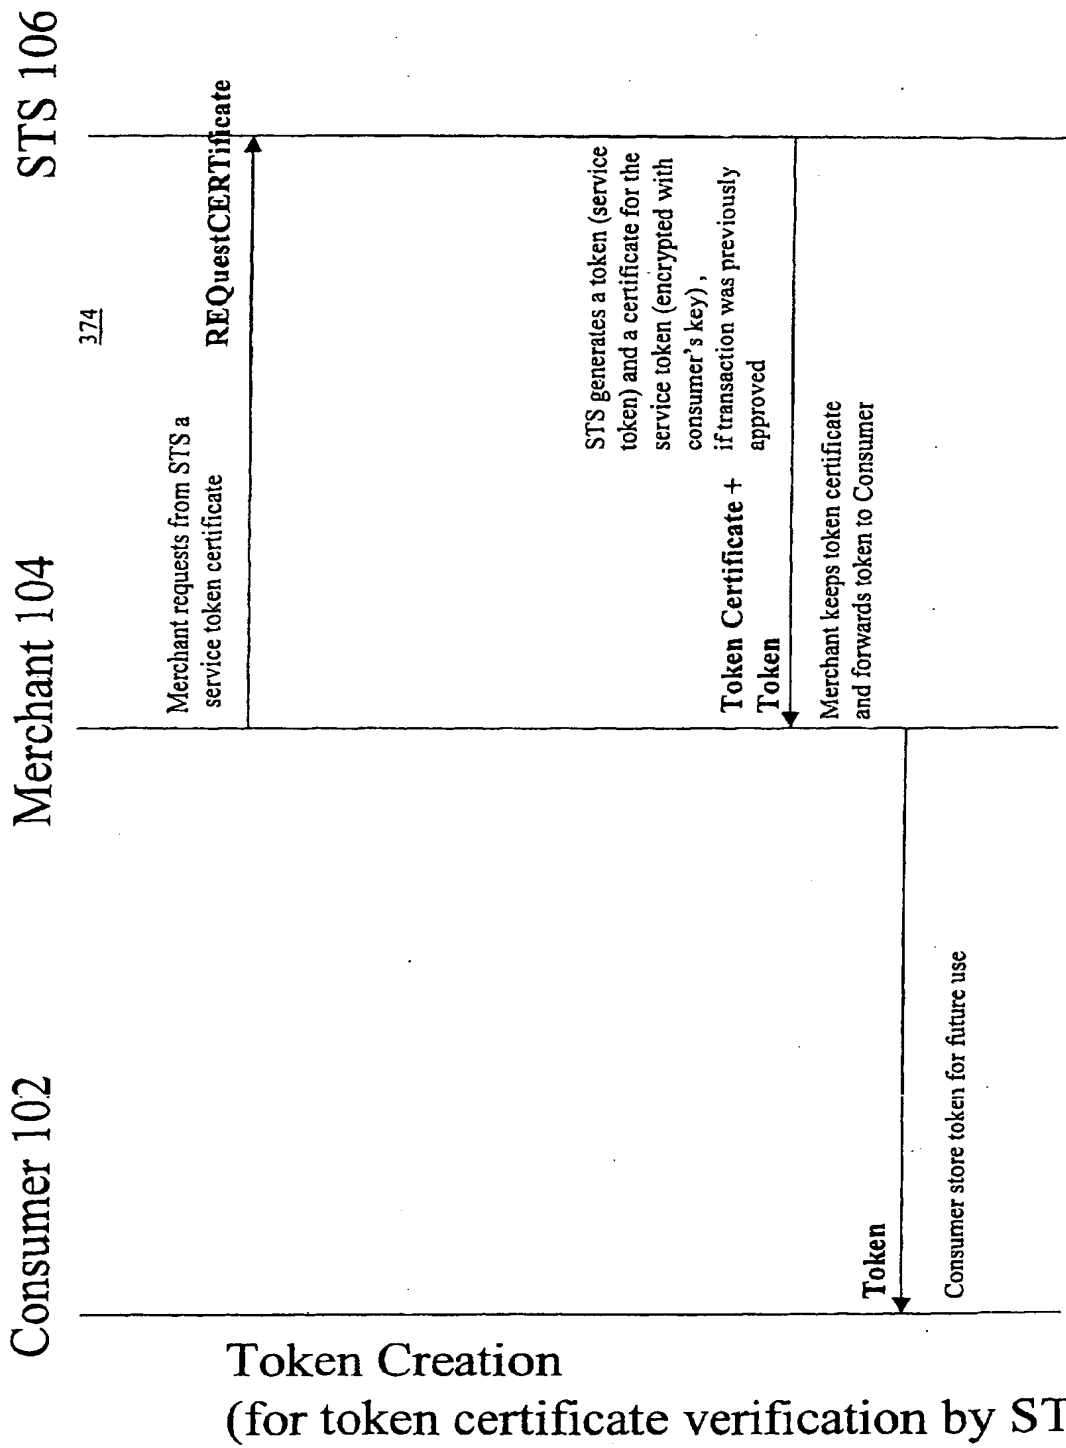 Consumer 102
Merchant 104
STS 106
374
Merchant requests from STS a
service token certificate
REQuestCERTificate
STS generates a token (service
token) and a certificate for the
service token (encrypted with
consumer's key),
if transaction was previously
approved
Token Certificate +
Token
Merchant keeps token certificate
and forwards token to Consumer
Token
Consumer store token for future use
Token Creation
(for token certificate verification by ST